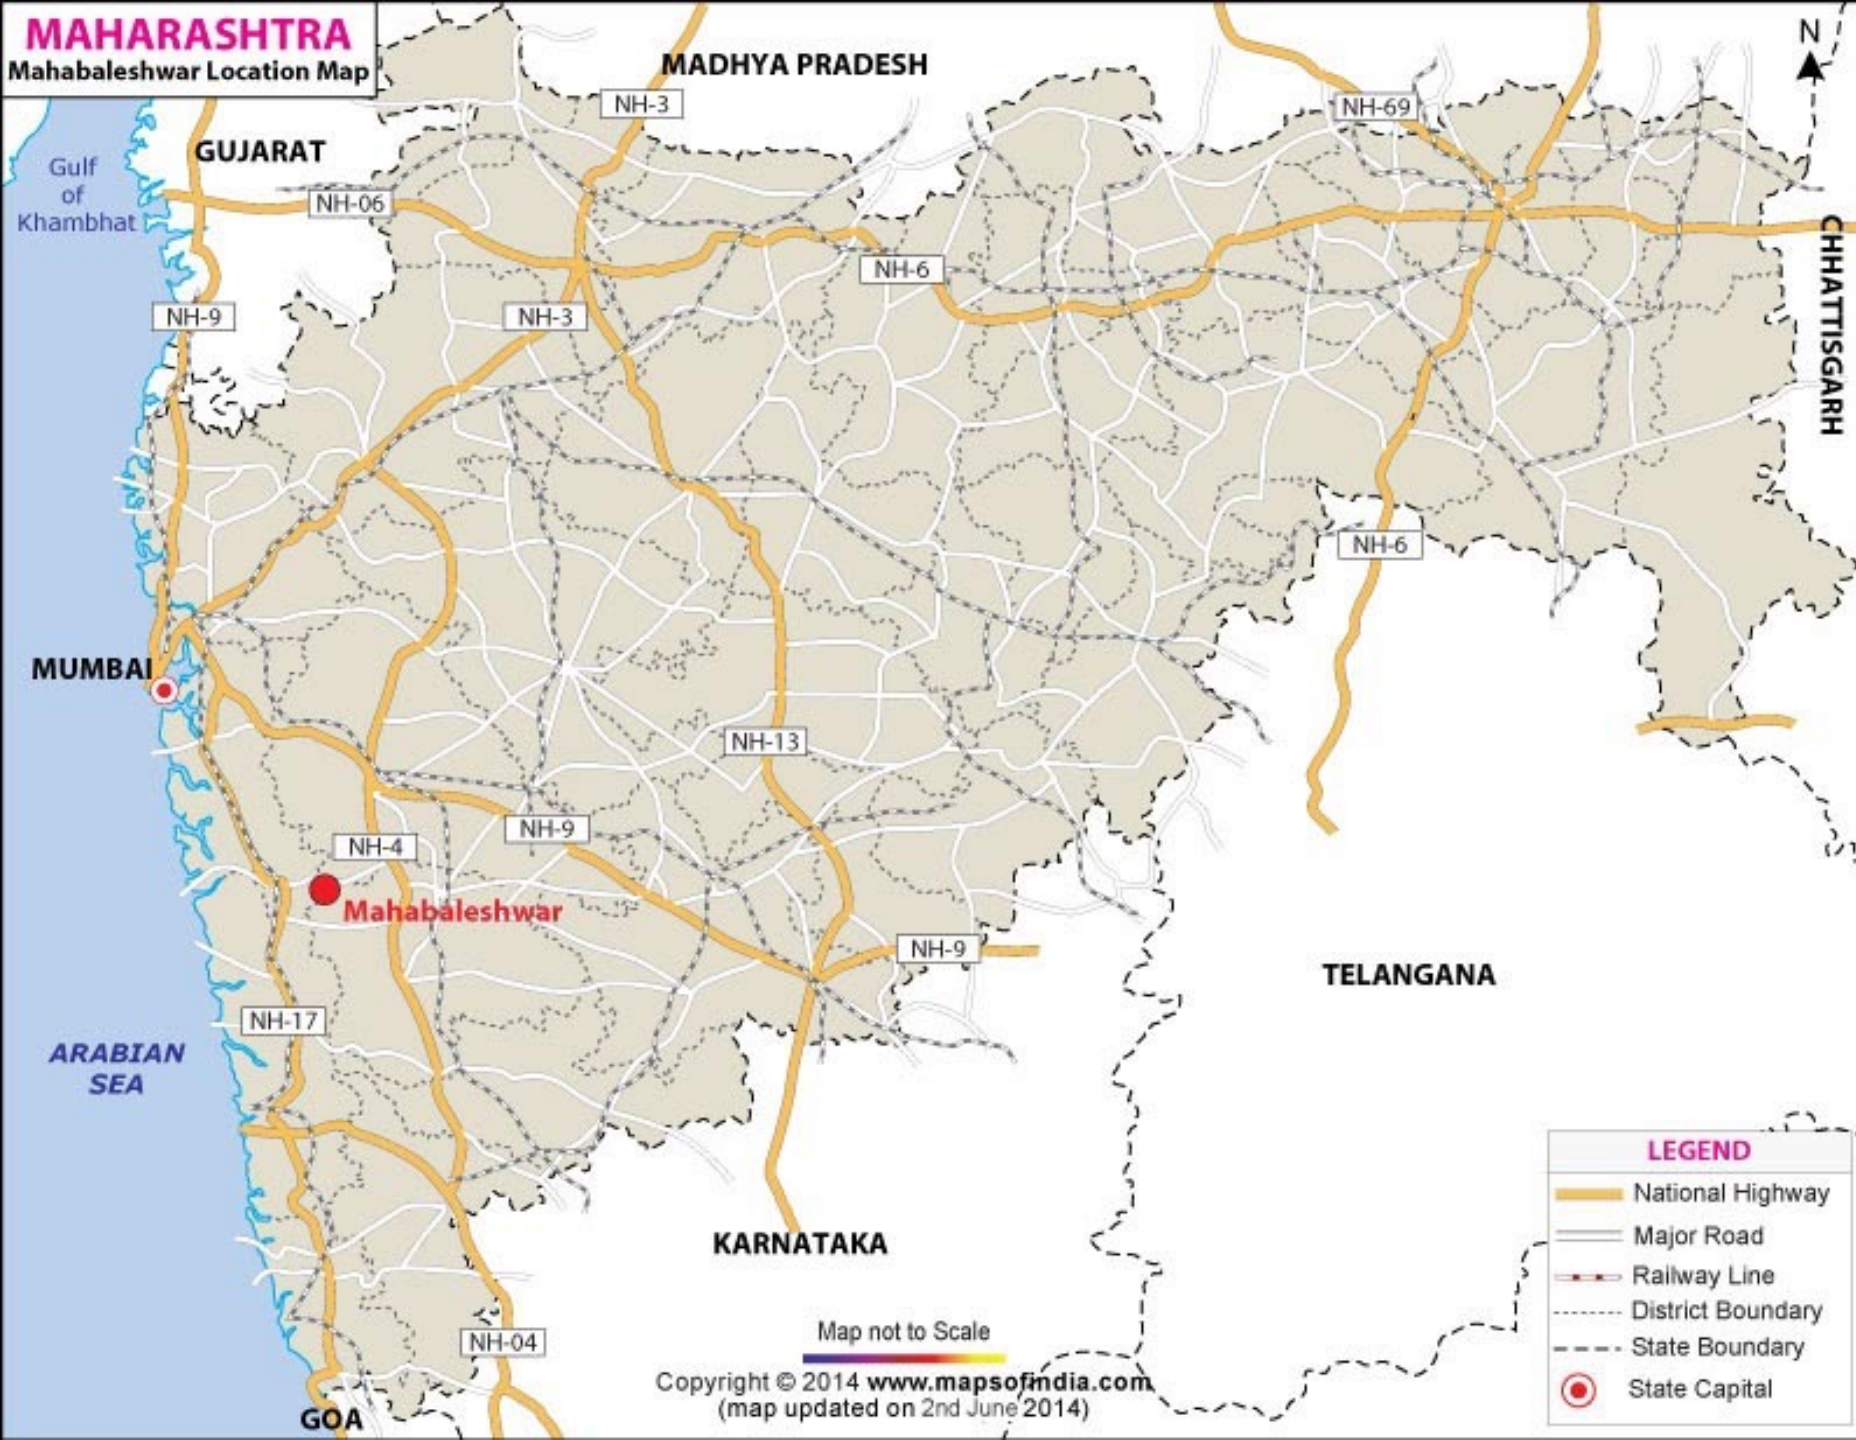 MAHARASHTRA
Mahabaleshwar Location Map
MADHYA PRADESH
N
NH-3
NH-69
GUJARAT
Gulf
of
Khambhat
NH-06
CHHATTISGARH
NH-6
NH-9
NH-3
NH-6
MUMBAI
NH-13
NH-9
NH-4
Mahabaleshwar
NH-9
TELANGANA
NH-17
ARABIAN
SEA
KARNATAKA
NH-04
GOA
LEGEND
National Highway
Major Road
Railway Line
District Boundary
State Boundary
State Capital
Map not to Scale
Copyright © 2014 www.mapsofindia.com
(map updated on 2nd June 2014)